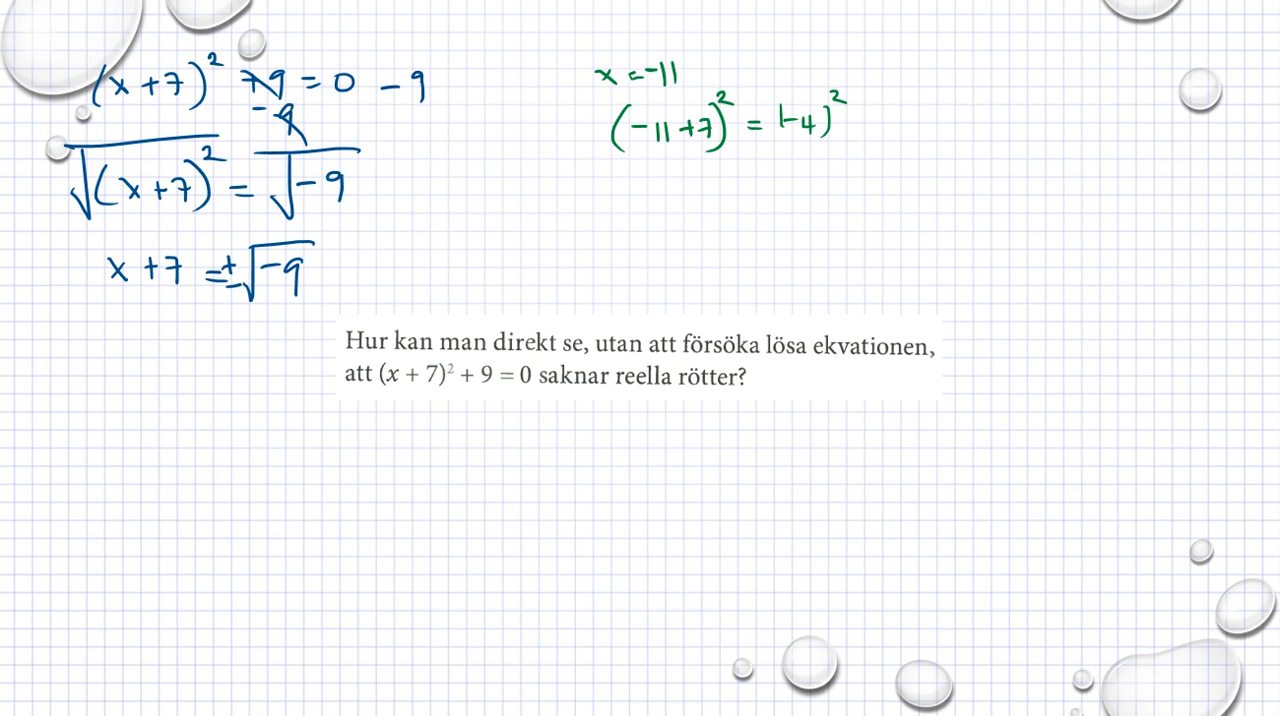 (x+7)² +9 = 0 - 9
-9
√(x+7)² = √-9
x+7 = ±√-9
x = -11
(-11+7)² = (-4)²
Hur kan man direkt se, utan att försöka lösa ekvationen,
att (x + 7)² + 9 = 0 saknar reella rötter?